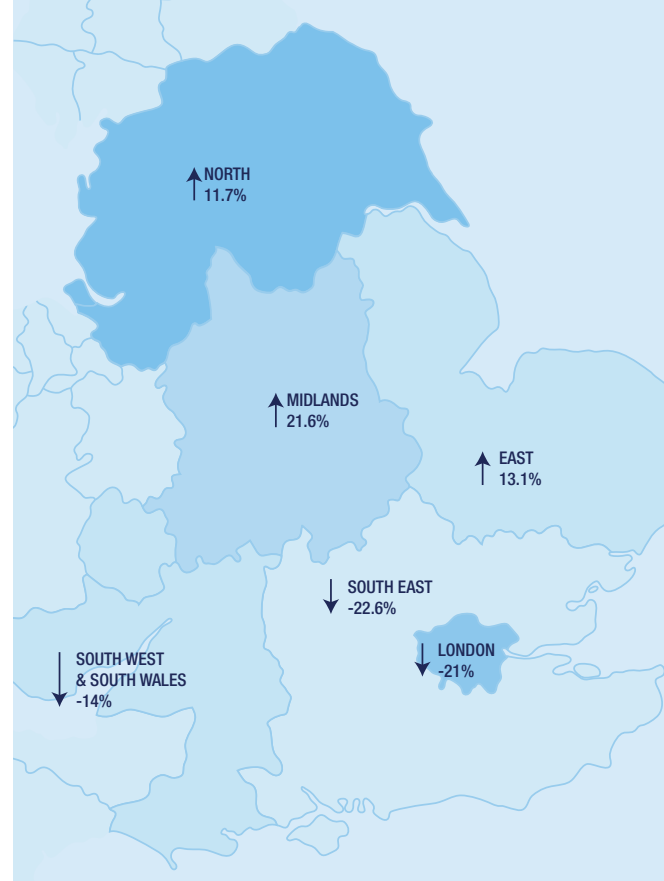 NORTH
11.7%
MIDLANDS
21.6%
EAST
13.1%
SOUTH EAST
-22.6%
LONDON
-21%
SOUTH WEST
& SOUTH WALES
-14%